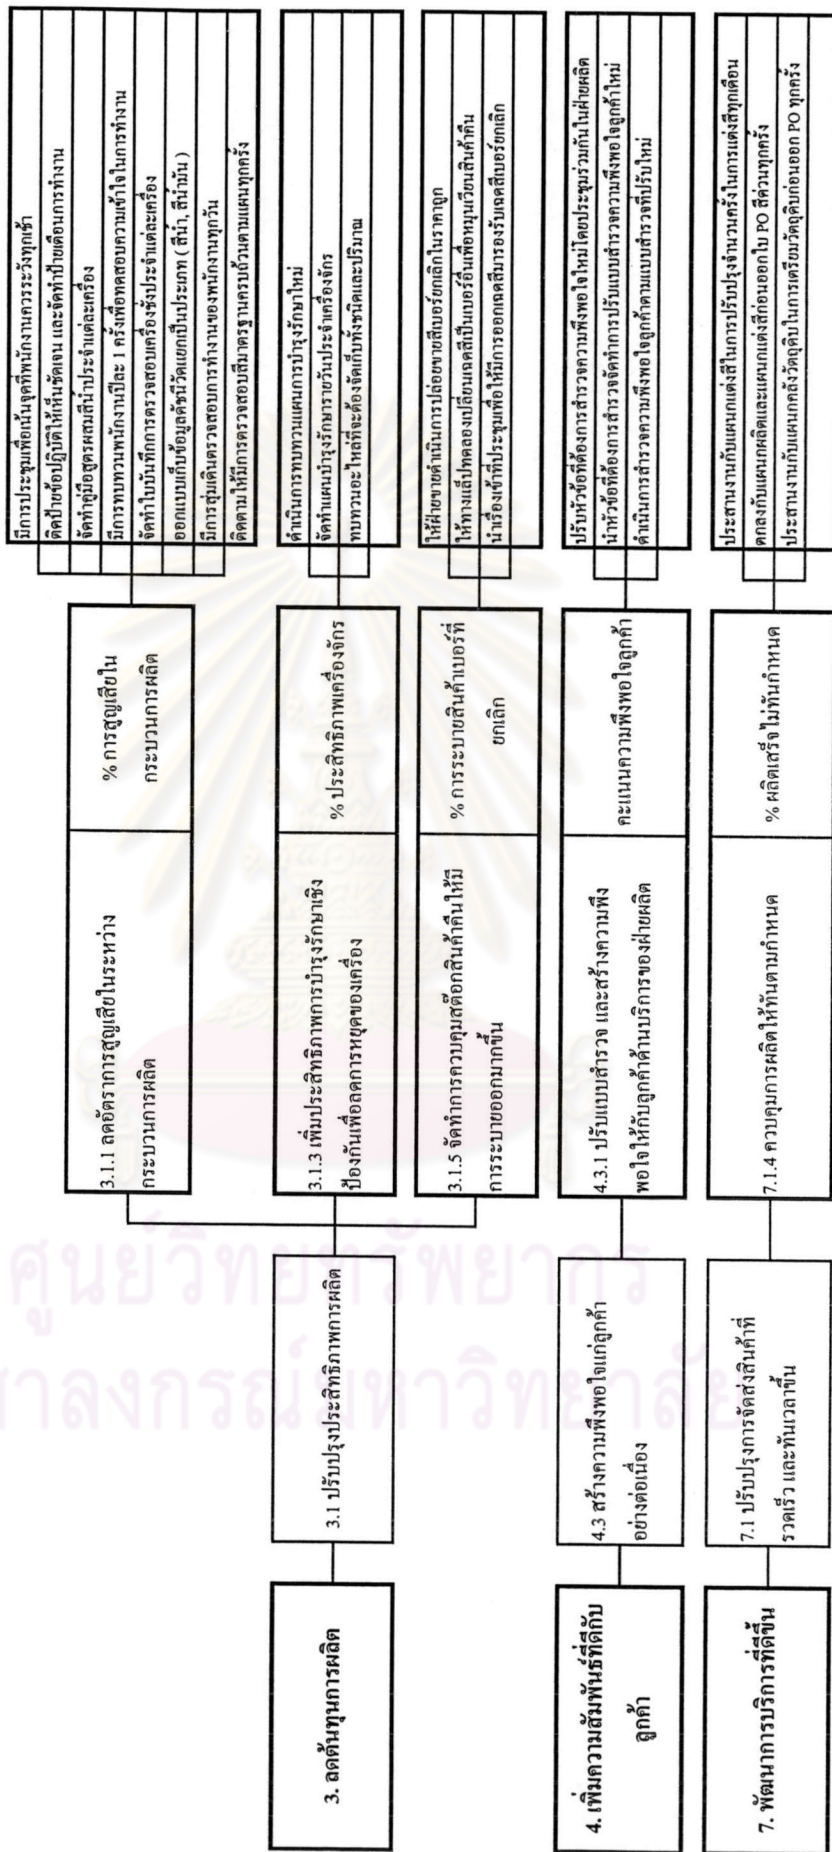 3. ลดต้นทุนการผลิต
3.1 ปรับปรุงประสิทธิภาพการผลิต
3.1.1 ลดอัตราการสูญเสียในระหว่าง
กระบวนการผลิต
% การสูญเสียใน
กระบวนการผลิต
มีการประชุมเพื่อเน้นจุดที่พนักงานควรระวังทุกเช้า
ติดป้ายข้อปฏิบัติให้เห็นชัดเจน และจัดทำป้ายเตือนการทำงาน
จัดทำคู่มือสูตรผสมสีน้ำประจำแต่ละเครื่อง
มีการทบทวนพนักงานปีละ 1 ครั้งเพื่อทดสอบความเข้าใจในการทำงาน
จัดทำใบบันทึกการตรวจสอบเครื่องชั่งประจำแต่ละเครื่อง
ออกแบบเก็บข้อมูลดัชนีวัดแยกเป็นประเภท ( สีน้ำ, สีน้ำมัน )
มีการสุ่มเดินตรวจสอบการทำงานของพนักงานทุกวัน
ติดตามให้มีการตรวจสอบสีมาตรฐานครบถ้วนตามแผนทุกครั้ง
3.1.3 เพิ่มประสิทธิภาพการบำรุงรักษาเชิง
ป้องกันเพื่อลดการหยุดของเครื่อง
% ประสิทธิภาพเครื่องจักร
ดำเนินการทบทวนแผนการบำรุงรักษาใหม่
จัดทำแผนบำรุงรักษารายวันประจำเครื่องจักร
ทบทวนอะไหล่ที่จะต้องจัดเก็บทั้งชนิดและปริมาณ
3.1.5 จัดทำการควบคุมสต๊อกสินค้าคืนให้มี
การระบายออกมากขึ้น
% การระบายสินค้าเบอร์ที่
ยกเลิก
ให้ฝ่ายขายดำเนินการปล่อยขายสีเบอร์ยกเลิกในราคาถูก
ให้ทางแล็ปทดลองเปลี่ยนเฉดสีเป็นเบอร์อื่นเพื่อหมุนเวียนสินค้าคืน
นำเรื่องเข้าที่ประชุมเพื่อให้มีการออกเฉดสีมารองรับเฉดสีเบอร์ยกเลิก
4. เพิ่มความสัมพันธ์ที่ดีกับ
ลูกค้า
4.3 สร้างความพึงพอใจแก่ลูกค้า
อย่างต่อเนื่อง
4.3.1 ปรับแบบสำรวจ และสร้างความพึง
พอใจให้กับลูกค้าด้านบริการของฝ่ายผลิต
คะแนนความพึงพอใจลูกค้า
ปรับหัวข้อที่ต้องการสำรวจความพึงพอใจใหม่โดยประชุมร่วมกันในฝ่ายผลิต
นำหัวข้อที่ต้องการสำรวจจัดทำการปรับแบบสำรวจความพึงพอใจลูกค้าใหม่
ดำเนินการสำรวจความพึงพอใจลูกค้าตามแบบสำรวจที่ปรับใหม่
7. พัฒนาการบริการที่ดีขึ้น
7.1 ปรับปรุงการจัดส่งสินค้าที่
รวดเร็ว และทันเวลาขึ้น
7.1.4 ควบคุมการผลิตให้ทันตามกำหนด
% ผลิตเสร็จไม่ทันกำหนด
ประสานงานกับแผนกแต่งสีในการปรับปรุงจำนวนครั้งในการแต่งสีทุกเดือน
ตกลงกับแผนกผลิตและแผนกแต่งสีก่อนออกใบ PO สีด่วนทุกครั้ง
ประสานงานกับแผนกคลังวัตถุดิบในการเตรียมวัตถุดิบก่อนออก PO ทุกครั้ง
ศูนย์วิทยทรัพยากร
าลงกรณ์มหาวิทยาลัย